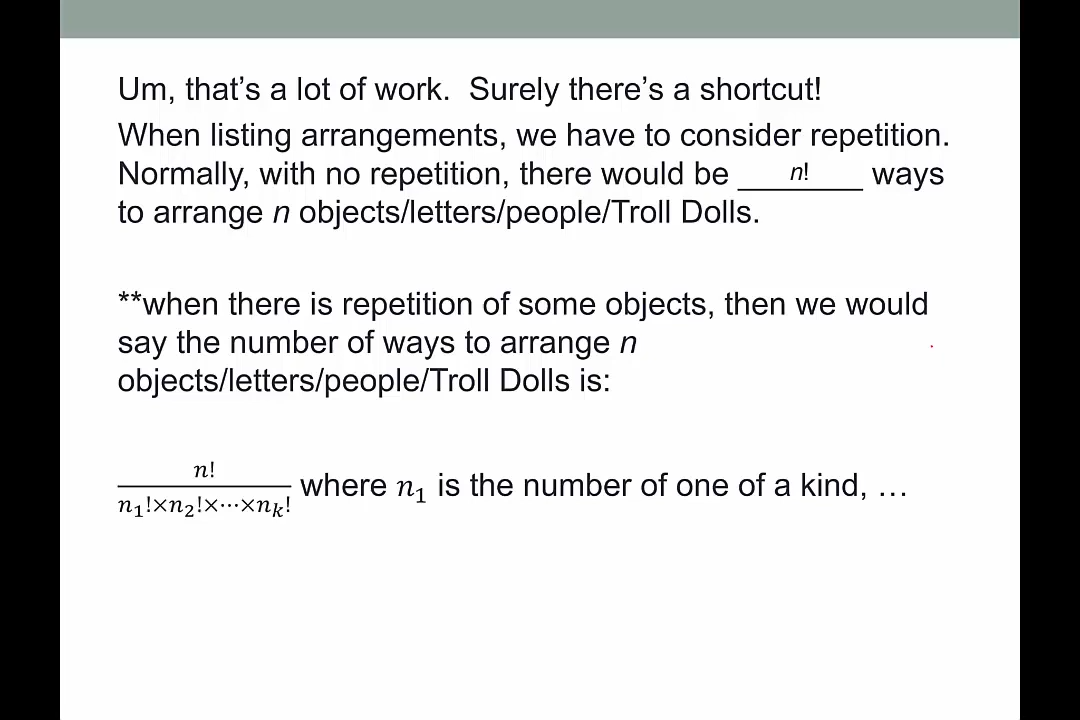 Um, that’s a lot of work.  Surely there’s a shortcut!
When listing arrangements, we have to consider repetition.
Normally, with no repetition, there would be ___n!___ ways
to arrange n objects/letters/people/Troll Dolls.
**when there is repetition of some objects, then we would
say the number of ways to arrange n
objects/letters/people/Troll Dolls is:
n!
n₁!×n₂!×⋯×nₖ! where n₁ is the number of one of a kind, …